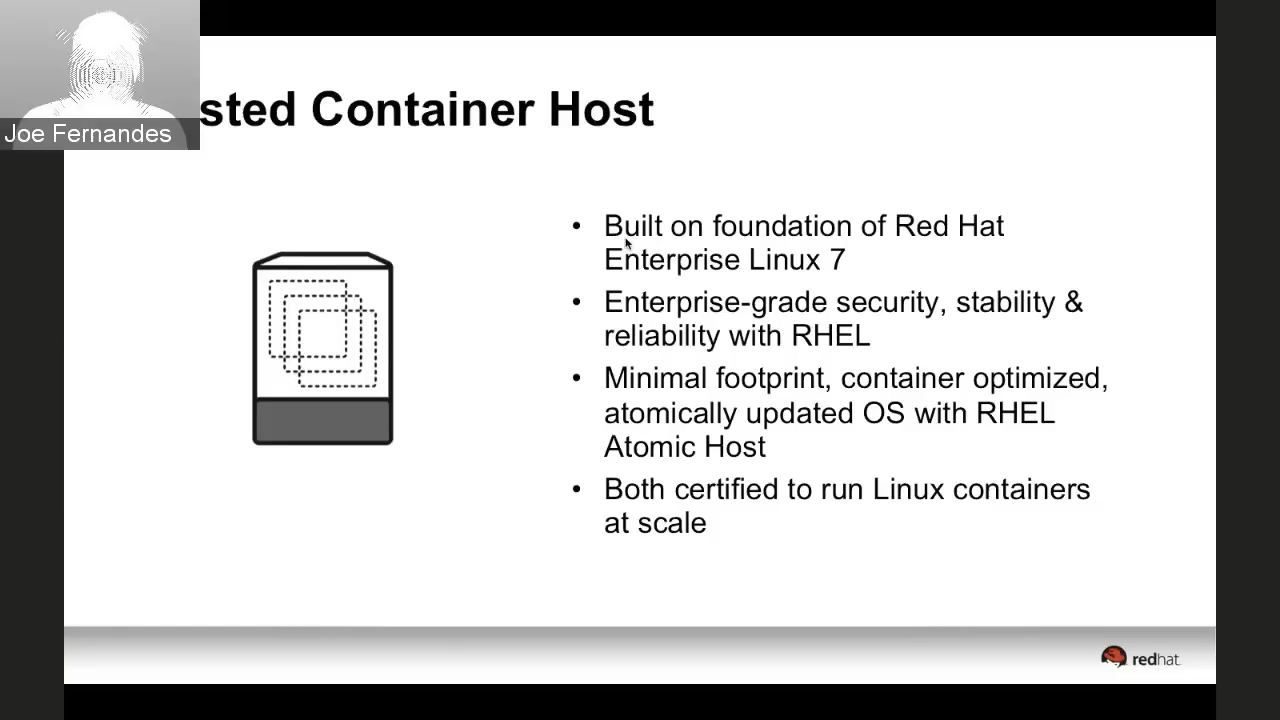 sted Container Host
Joe Fernandes
• Built on foundation of Red Hat
Enterprise Linux 7
• Enterprise-grade security, stability &
reliability with RHEL
• Minimal footprint, container optimized,
atomically updated OS with RHEL
Atomic Host
• Both certified to run Linux containers
at scale
redhat.